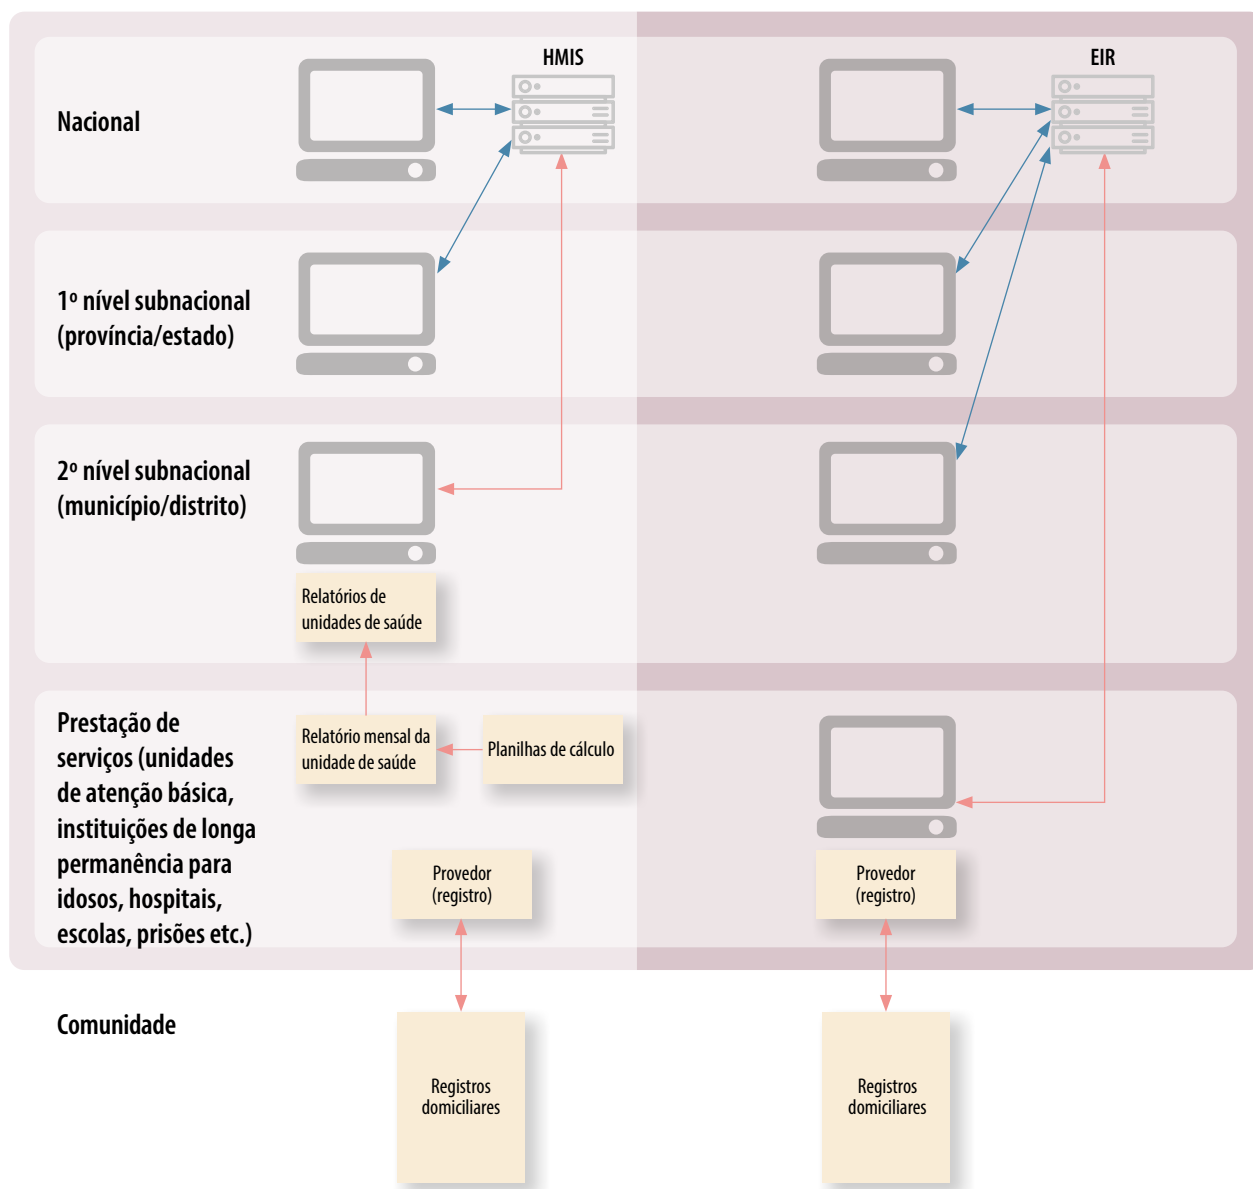 HMIS
EIR
Nacional
1º nível subnacional
(província/estado)
2º nível subnacional
(município/distrito)
Relatórios de
unidades de saúde
Prestação de
serviços (unidades
de atenção básica,
instituições de longa
permanência para
idosos, hospitais,
escolas, prisões etc.)
Relatório mensal da
unidade de saúde
Planilhas de cálculo
Provedor
(registro)
Provedor
(registro)
Comunidade
Registros
domiciliares
Registros
domiciliares